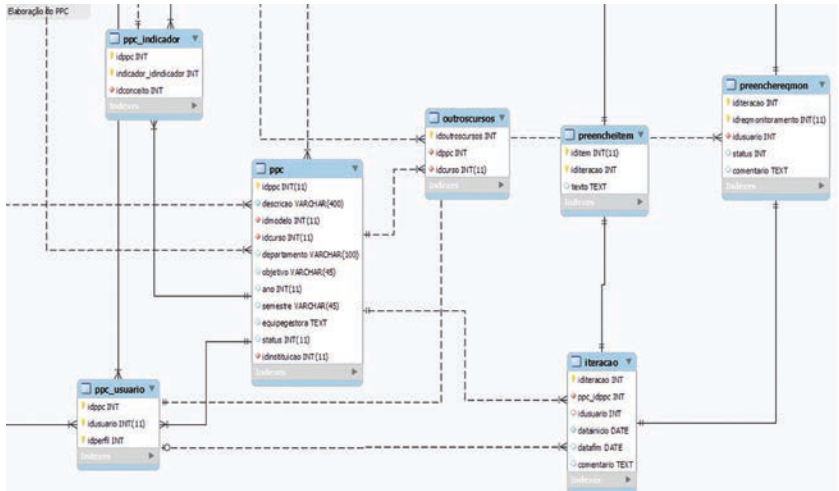 Elaboração do PPC
ppc_indicador
idppc INT
indicador_idindicador INT
idconceito INT
Indexes
ppc
idppc INT(11)
descricao VARCHAR(400)
idmodelo INT(11)
idcurso INT(11)
departamento VARCHAR(100)
objetivo VARCHAR(45)
ano INT(11)
semestre VARCHAR(45)
equipegestora TEXT
status INT(11)
idinstituicao INT(11)
Indexes
outroscursos
idoutroscursos INT
idppc INT
idcurso INT(11)
Indexes
preencheitem
iditem INT(11)
iditeracao INT
texto TEXT
Indexes
preenchereqmon
iditeracao INT
idreqmonitoramento INT(11)
idusuario INT
status INT
comentario TEXT
Indexes
ppc_usuario
idppc INT
idusuario INT(11)
idperfil INT
Indexes
iteracao
iditeracao INT
ppc_idppc INT
idusuario INT
datainicio DATE
datafim DATE
comentario TEXT
Indexes